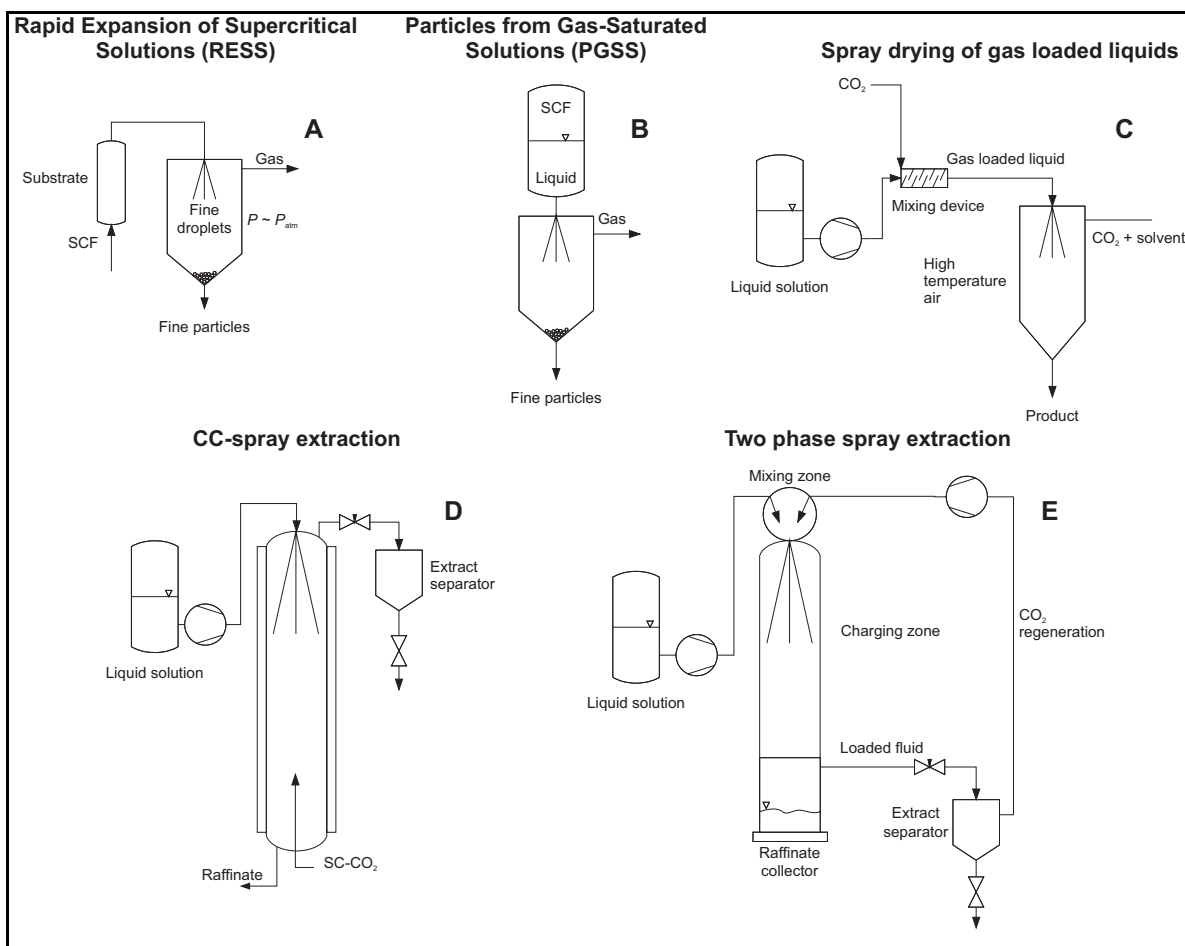 Rapid Expansion of Supercritical
Solutions (RESS)
A
Substrate
SCF
Fine
droplets
Gas
P ~ Patm
Fine particles
Particles from Gas-Saturated
Solutions (PGSS)
B
SCF
Liquid
Gas
Fine particles
Spray drying of gas loaded liquids
C
CO₂
Gas loaded liquid
Mixing device
Liquid solution
High
temperature
air
CO₂ + solvent
Product
CC-spray extraction
D
Liquid solution
Extract
separator
Raffinate
SC-CO₂
Two phase spray extraction
Mixing zone
E
Liquid solution
Charging zone
CO₂
regeneration
Loaded fluid
Extract
separator
Raffinate
collector